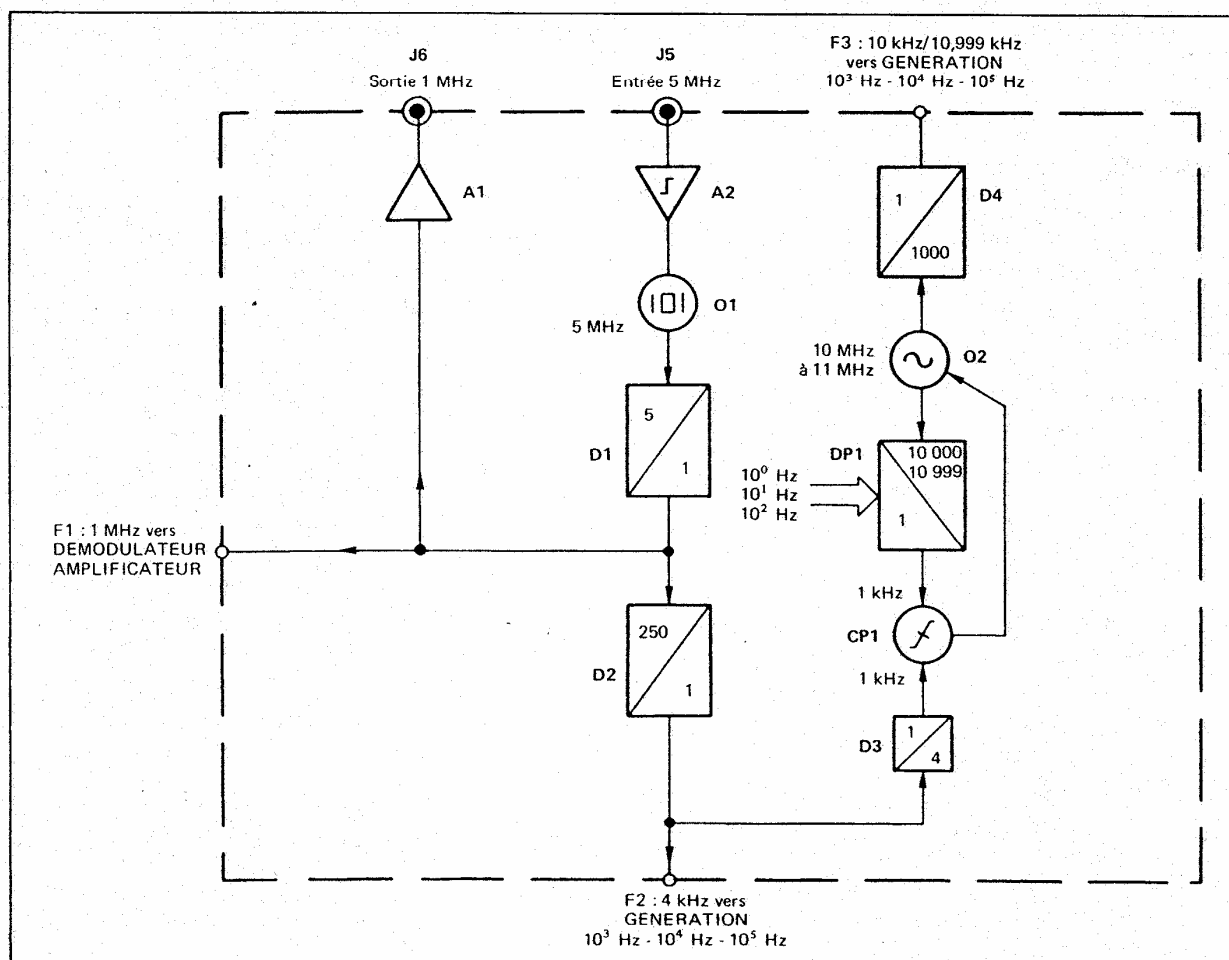 J6
Sortie 1 MHz
J5
Entrée 5 MHz
F3 : 10 kHz/10,999 kHz
vers GENERATION
10³ Hz - 10⁴ Hz - 10⁵ Hz
A1
A2
1
1000
D4
O1
5 MHz
10 MHz
à 11 MHz
O2
5
1
D1
DP1
10 000
10 999
1
10⁰ Hz
10¹ Hz
10² Hz
F1 : 1 MHz vers
DEMODULATEUR
AMPLIFICATEUR
1 kHz
CP1
1 kHz
250
1
D2
D3
1
4
F2 : 4 kHz vers
GENERATION
10³ Hz - 10⁴ Hz - 10⁵ Hz